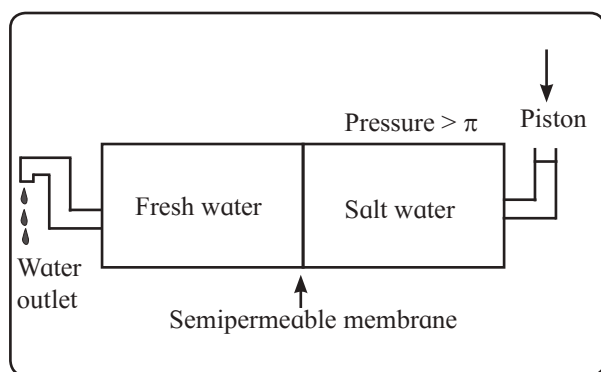 Pressure > π
Piston
Fresh water
Salt water
Water
outlet
Semipermeable membrane